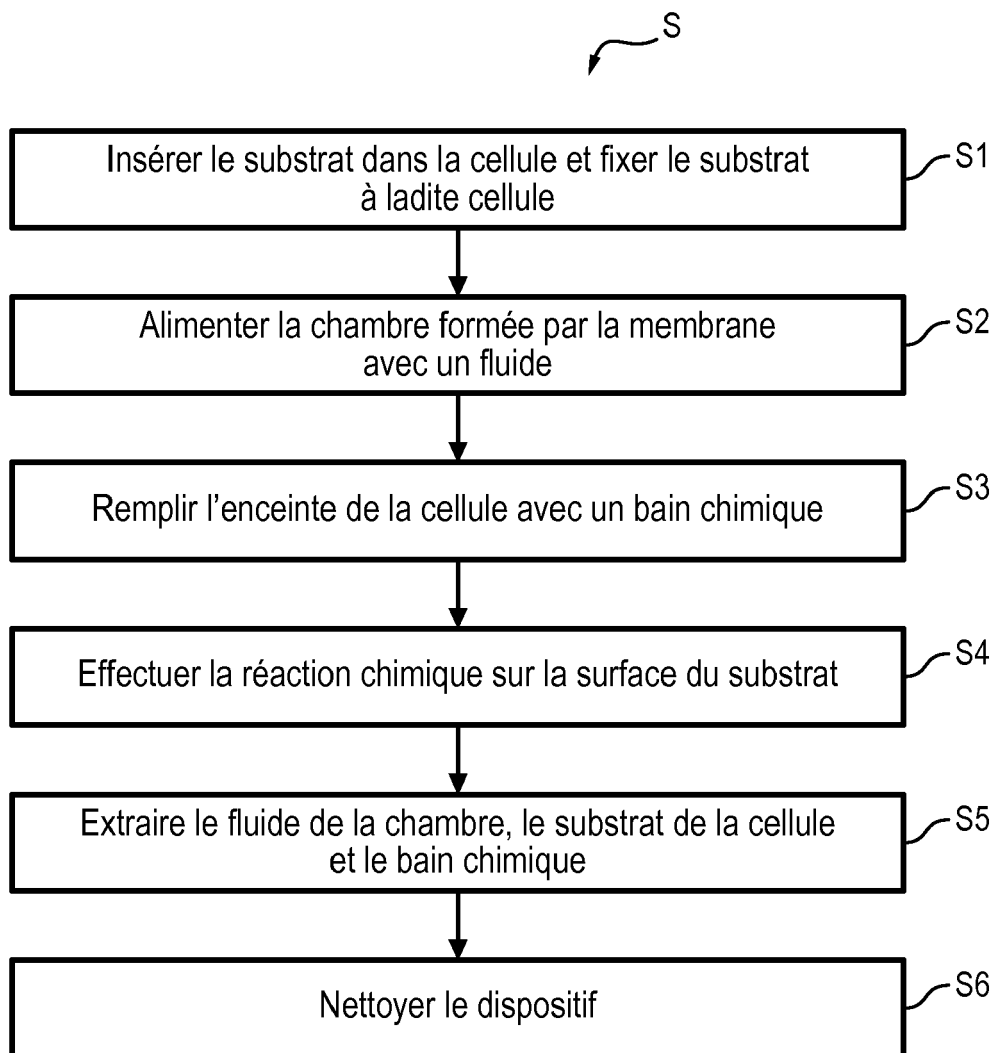 S
Insérer le substrat dans la cellule et fixer le substrat
à ladite cellule
S1
Alimenter la chambre formée par la membrane
avec un fluide
S2
Remplir l'enceinte de la cellule avec un bain chimique
S3
Effectuer la réaction chimique sur la surface du substrat
S4
Extraire le fluide de la chambre, le substrat de la cellule
et le bain chimique
S5
Nettoyer le dispositif
S6